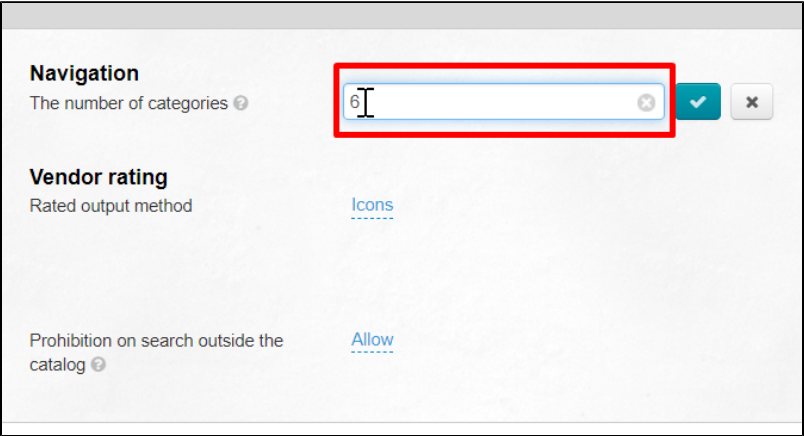 Navigation
The number of categories
6
Vendor rating
Rated output method
Icons
Prohibition on search outside the
catalog
Allow